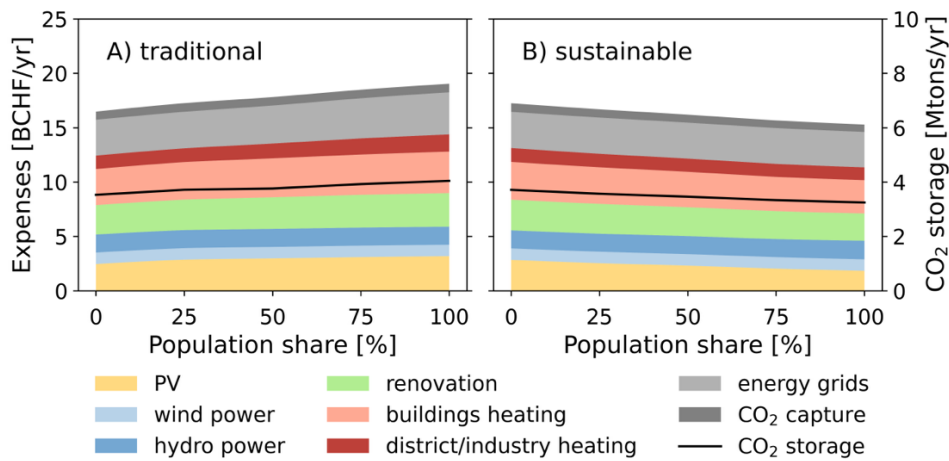 A) traditional
B) sustainable
Expenses [BCHF/yr]
25
20
15
10
5
0
0 25 50 75 100
Population share [%]
0 25 50 75 100
Population share [%]
10
8
6
4
2
0
CO₂ storage [Mtons/yr]
PV
wind power
hydro power
renovation
buildings heating
district/industry heating
energy grids
CO₂ capture
CO₂ storage